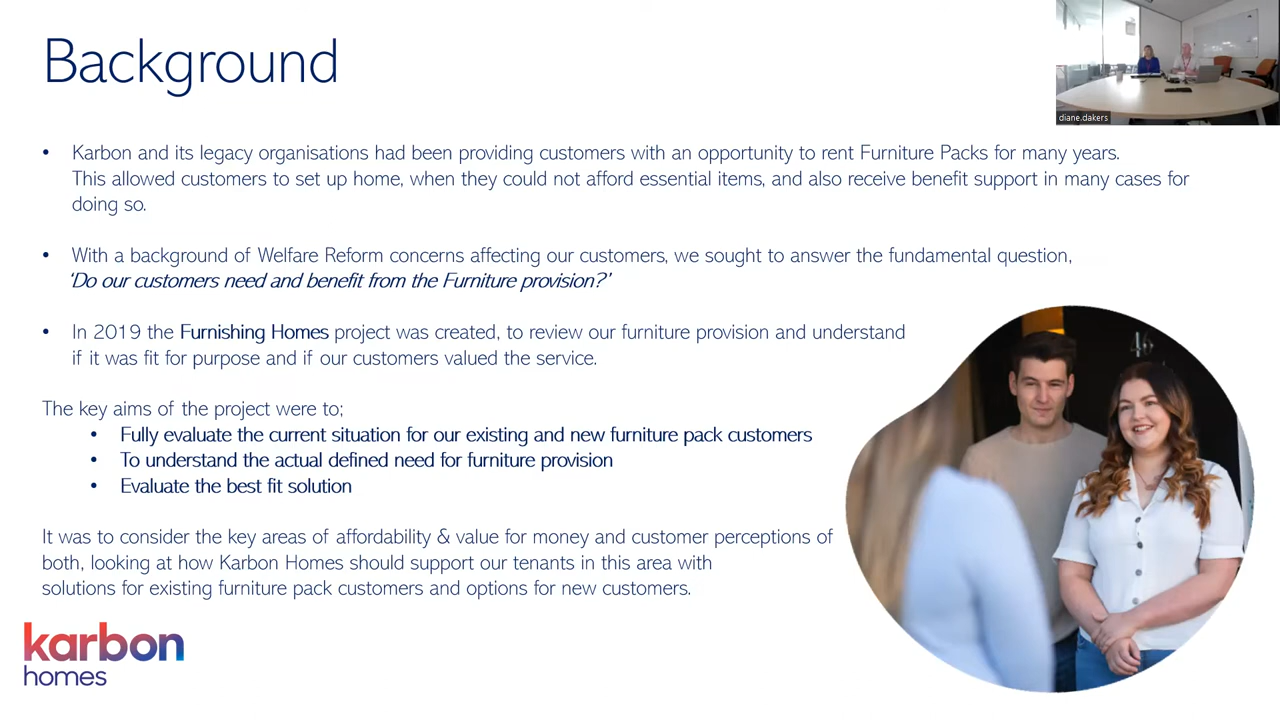 Background
diane.dakers
• Karbon and its legacy organisations had been providing customers with an opportunity to rent Furniture Packs for many years.
This allowed customers to set up home, when they could not afford essential items, and also receive benefit support in many cases for
doing so.
• With a background of Welfare Reform concerns affecting our customers, we sought to answer the fundamental question,
‘Do our customers need and benefit from the Furniture provision?’
• In 2019 the Furnishing Homes project was created, to review our furniture provision and understand
if it was fit for purpose and if our customers valued the service.
46
The key aims of the project were to;
• Fully evaluate the current situation for our existing and new furniture pack customers
• To understand the actual defined need for furniture provision
• Evaluate the best fit solution
It was to consider the key areas of affordability & value for money and customer perceptions of
both, looking at how Karbon Homes should support our tenants in this area with
solutions for existing furniture pack customers and options for new customers.
karbon
homes